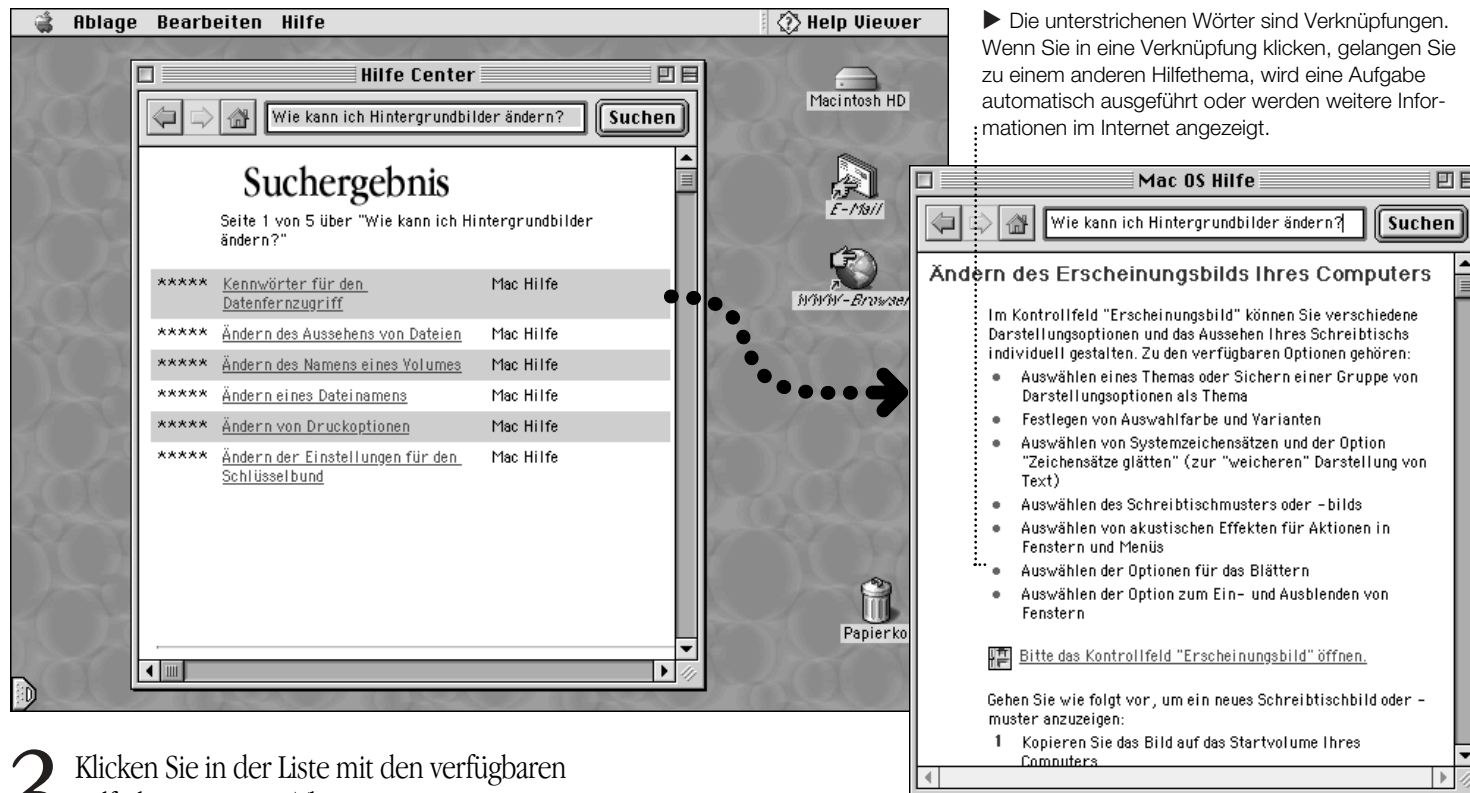 Ablage Bearbeiten Hilfe
Help Viewer
Hilfe Center
Wie kann ich Hintergrundbilder ändern?
Suchen
Suchergebnis
Seite 1 von 5 über "Wie kann ich Hintergrundbilder
ändern?"
***** Kennwörter für den Mac Hilfe
Datenfernzugriff
***** Ändern des Aussehens von Dateien Mac Hilfe
***** Ändern des Namens eines Volumes Mac Hilfe
***** Ändern eines Dateinamens Mac Hilfe
***** Ändern von Druckoptionen Mac Hilfe
***** Ändern der Einstellungen für den Mac Hilfe
Schlüsselbund
Macintosh HD
E-Mail
WWW-Browser
Papierko
▶ Die unterstrichenen Wörter sind Verknüpfungen.
Wenn Sie in eine Verknüpfung klicken, gelangen Sie
zu einem anderen Hilfethema, wird eine Aufgabe
automatisch ausgeführt oder werden weitere Infor-
mationen im Internet angezeigt.
Mac OS Hilfe
Wie kann ich Hintergrundbilder ändern?
Suchen
Ändern des Erscheinungsbilds Ihres Computers
Im Kontrollfeld "Erscheinungsbild" können Sie verschiedene
Darstellungsoptionen und das Aussehen Ihres Schreibtischs
individuell gestalten. Zu den verfügbaren Optionen gehören:
• Auswählen eines Themas oder Sichern einer Gruppe von
Darstellungsoptionen als Thema
• Festlegen von Auswahlfarbe und Varianten
• Auswählen von Systemzeichensätzen und der Option
"Zeichensätze glätten" (zur "weicheren" Darstellung von
Text)
• Auswählen des Schreibtischmusters oder -bilds
• Auswählen von akustischen Effekten für Aktionen in
Fenstern und Menüs
• Auswählen der Optionen für das Blättern
• Auswählen der Option zum Ein- und Ausblenden von
Fenstern
Bitte das Kontrollfeld "Erscheinungsbild" öffnen.
Gehen Sie wie folgt vor, um ein neues Schreibtischbild oder -
muster anzuzeigen:
1 Kopieren Sie das Bild auf das Startvolume Ihres
Computers
3 Klicken Sie in der Liste mit den verfügbaren